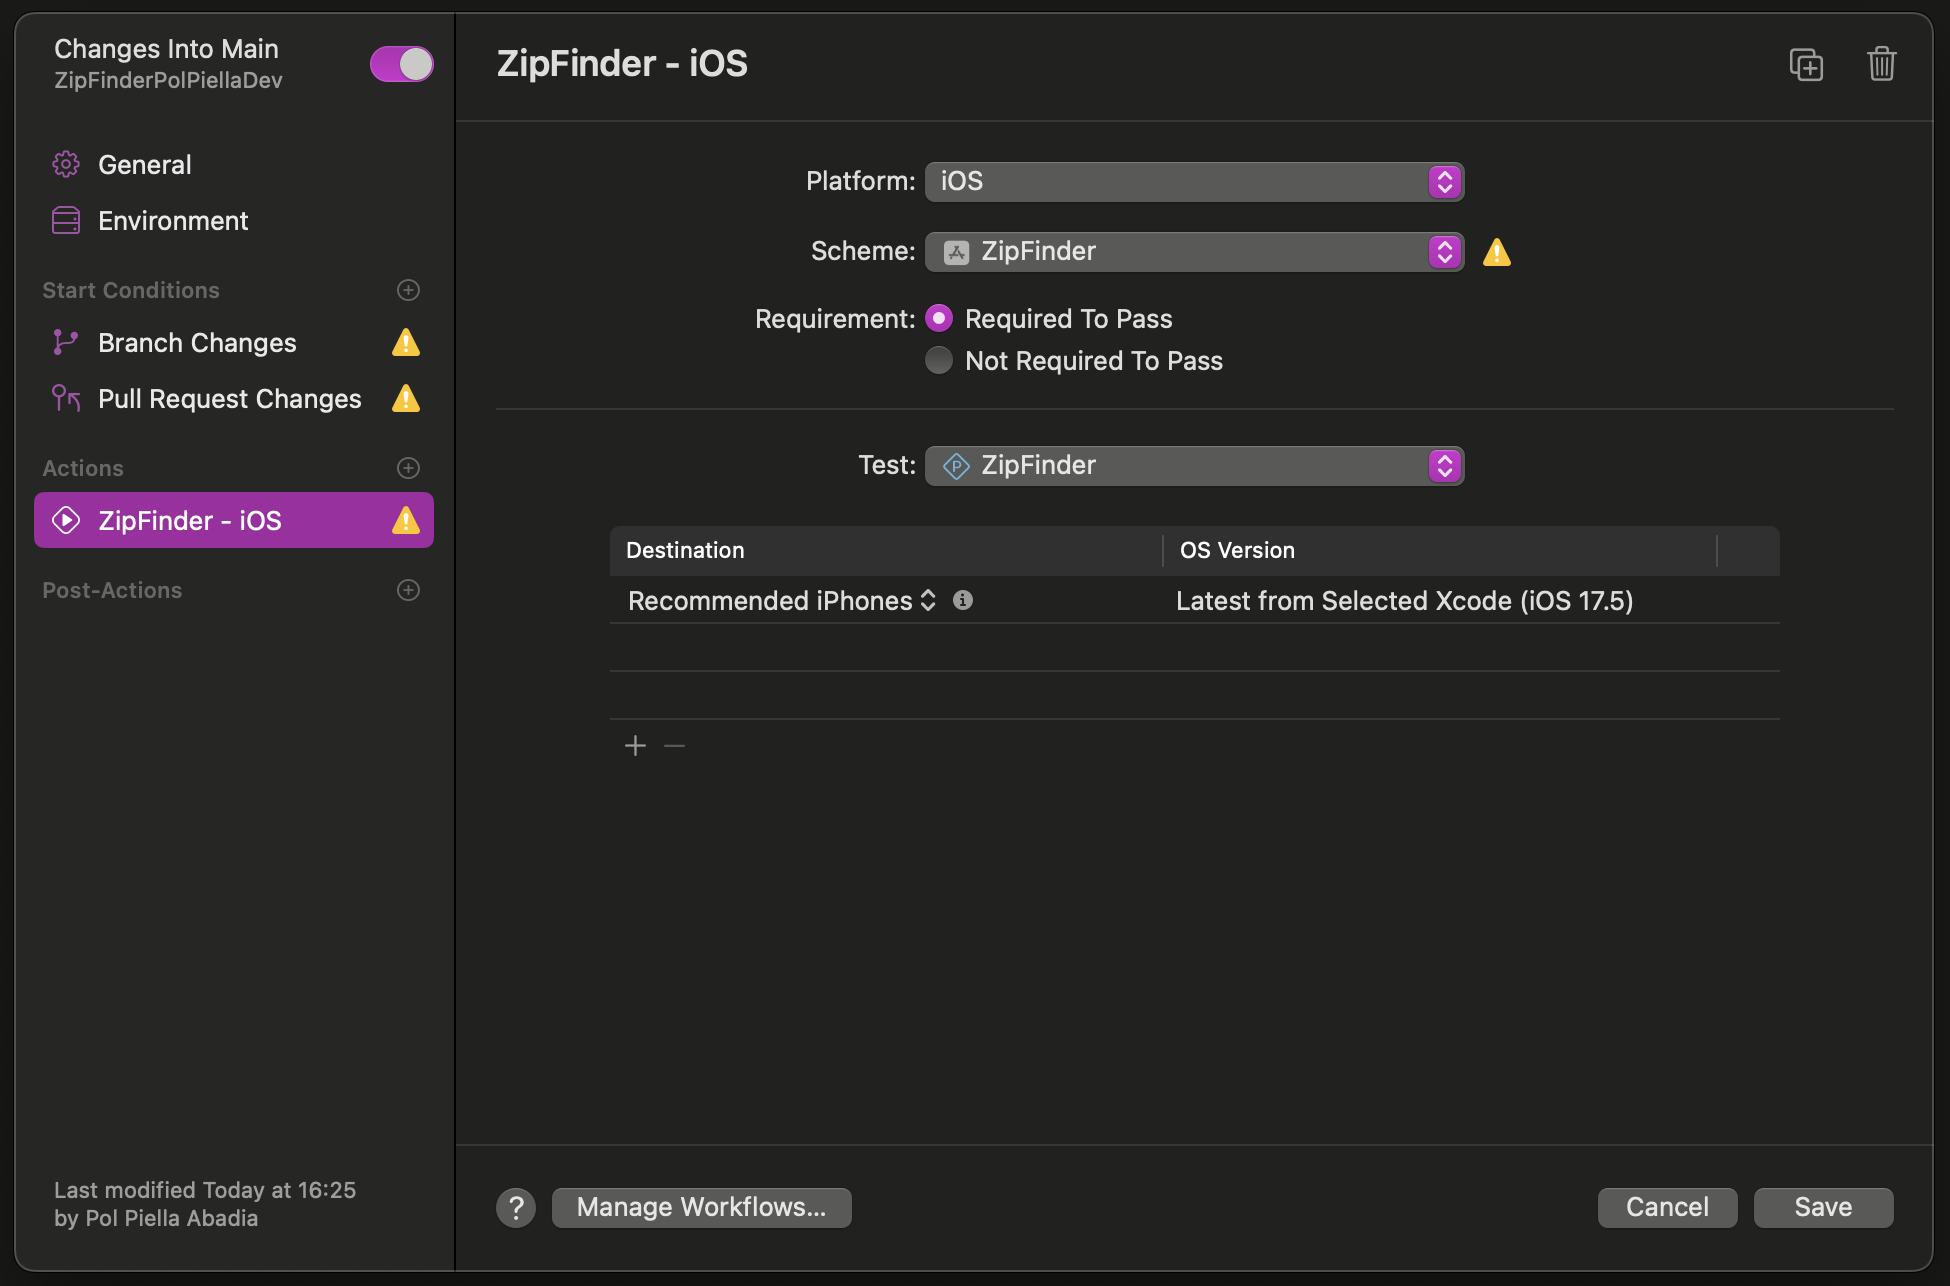 Changes Into Main
ZipFinderPolPiellaDev
General
Environment
Start Conditions
Branch Changes
Pull Request Changes
Actions
ZipFinder - iOS
Post-Actions
Last modified Today at 16:25
by Pol Piella Abadia
ZipFinder - iOS
Platform: iOS
Scheme: ZipFinder
Requirement: Required To Pass
Not Required To Pass
Test: P ZipFinder
Destination OS Version
Recommended iPhones Latest from Selected Xcode (iOS 17.5)
? Manage Workflows... Cancel Save